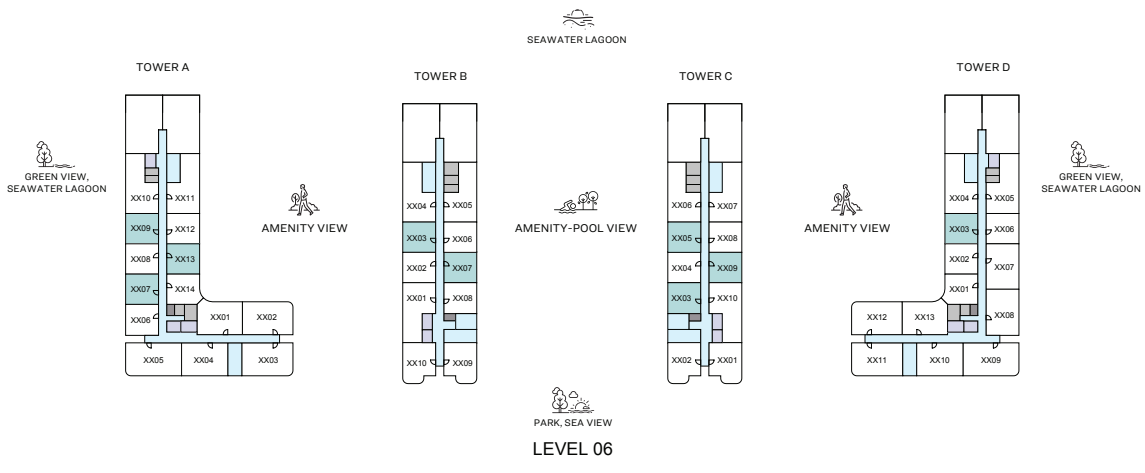 SEAWATER LAGOON
TOWER A
TOWER B
TOWER C
TOWER D
GREEN VIEW,
SEAWATER LAGOON
AMENITY VIEW
AMENITY-POOL VIEW
AMENITY VIEW
GREEN VIEW,
SEAWATER LAGOON
XX10 XX11
XX09 XX12
XX08 XX13
XX07 XX14
XX06 XX01 XX02
XX05 XX04 XX03
XX04 XX05
XX03 XX06
XX02 XX07
XX01 XX08
XX10 XX09
XX06 XX07
XX05 XX08
XX04 XX09
XX03 XX10
XX02 XX01
XX04 XX05
XX03 XX06
XX02 XX07
XX01
XX12 XX13 XX08
XX11 XX10 XX09
PARK, SEA VIEW
LEVEL 06